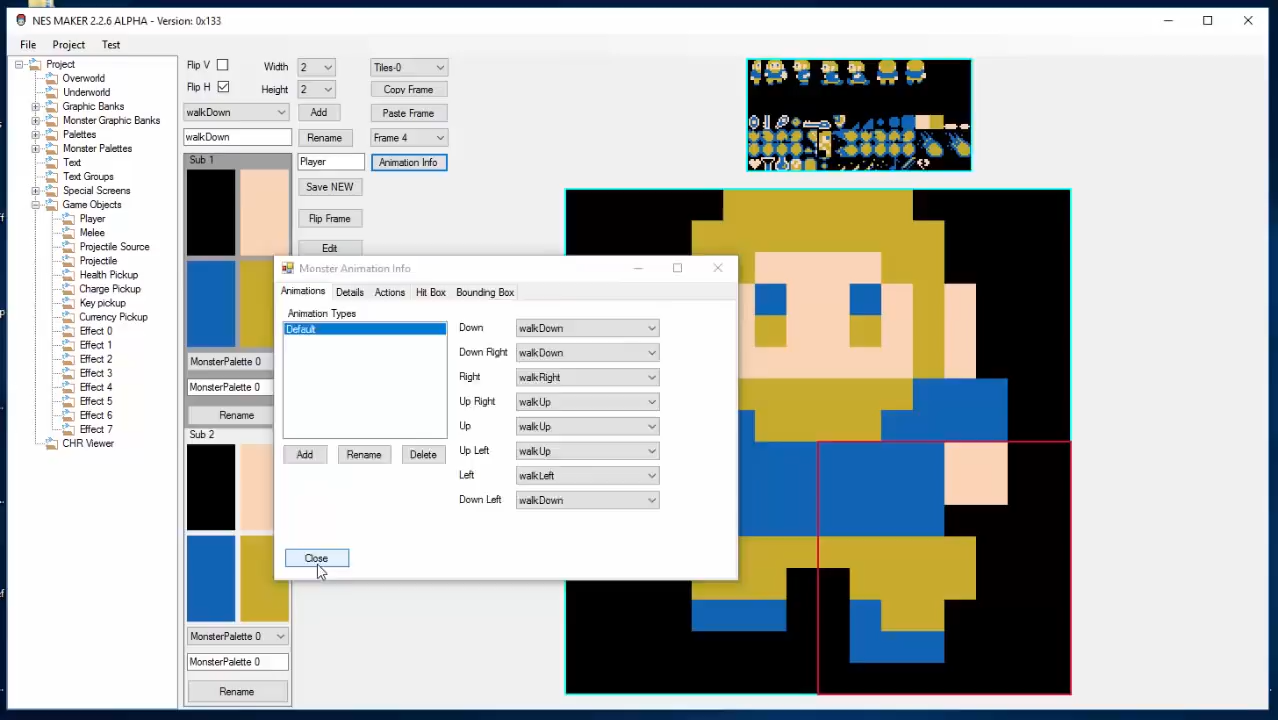 NES MAKER 2.2.6 ALPHA - Version: 0x133
File Project Test
Project
Overworld
Underworld
Graphic Banks
Monster Graphic Banks
Palettes
Monster Palettes
Text
Text Groups
Special Screens
Game Objects
Player
Melee
Projectile Source
Projectile
Health Pickup
Charge Pickup
Key pickup
Currency Pickup
Effect 0
Effect 1
Effect 2
Effect 3
Effect 4
Effect 5
Effect 6
Effect 7
CHR Viewer
Flip V Width 2 Tiles-0
Flip H Height 2 Copy Frame
walkDown Add Paste Frame
walkDown Rename Frame 4
Sub 1 Player Animation Info
Save NEW
Flip Frame
Edit
MonsterPalette 0
MonsterPalette 0
Rename
Sub 2
MonsterPalette 0
MonsterPalette 0
Rename
Monster Animation Info
Animations Details Actions Hit Box Bounding Box
Animation Types
Default
Add Rename Delete
Down walkDown
Down Right walkDown
Right walkRight
Up Right walkUp
Up walkUp
Up Left walkUp
Left walkLeft
Down Left walkDown
Close